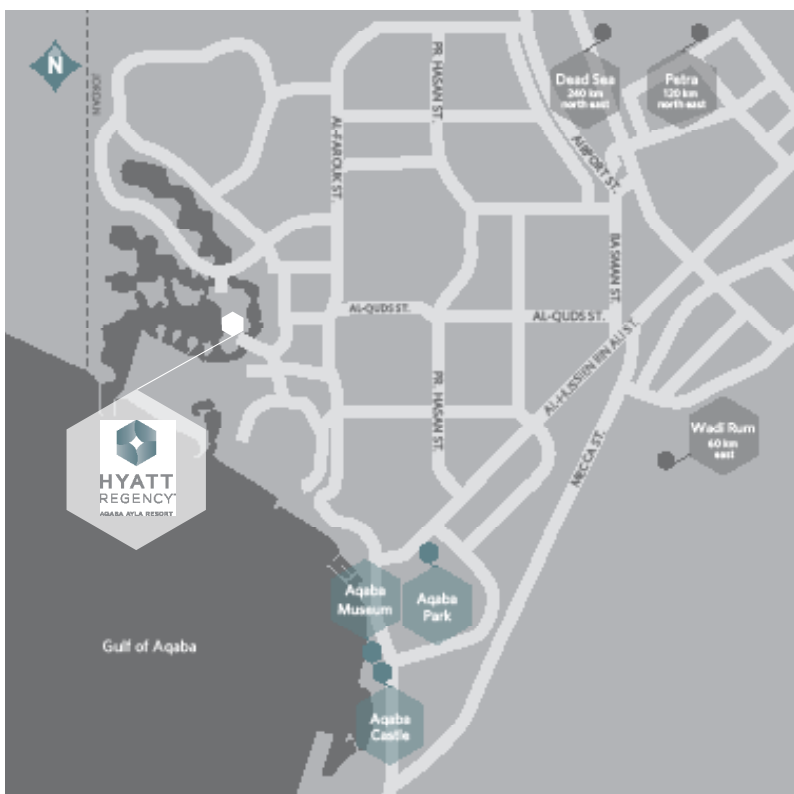 N
JORDAN
PR. HASAN ST.
Dead Sea
240 km
north east
Petra
120 km
north east
AL-FAROUK ST.
AIRPORT ST.
BASMAN ST.
AL-QUDS ST.
AL-QUDS ST.
AL-HUSSIEN BIN ALI ST.
PR. HASAN ST.
MECCA ST.
Wadi Rum
60 km
east
HYATT
REGENCY
AQABA AYLA RESORT
Aqaba
Museum
Aqaba
Park
Gulf of Aqaba
Aqaba
Castle